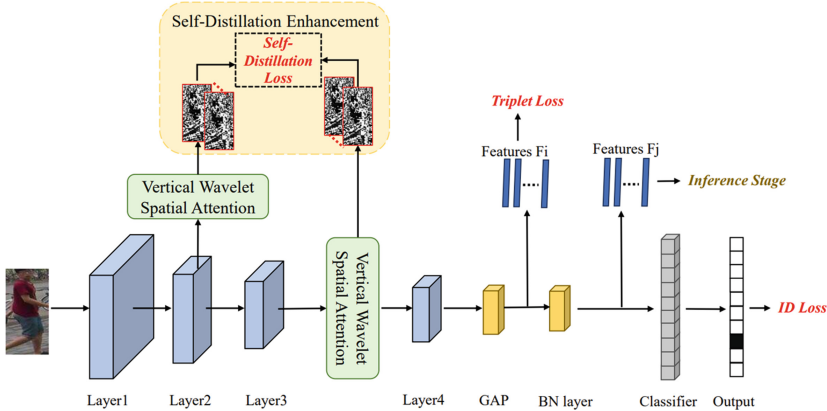 Self-Distillation Enhancement
Self-
Distillation
Loss
Triplet Loss
Features Fi
Features Fj
Inference Stage
Vertical Wavelet
Spatial Attention
Vertical Wavelet
Spatial Attention
ID Loss
Layer1
Layer2
Layer3
Layer4
GAP
BN layer
Classifier
Output